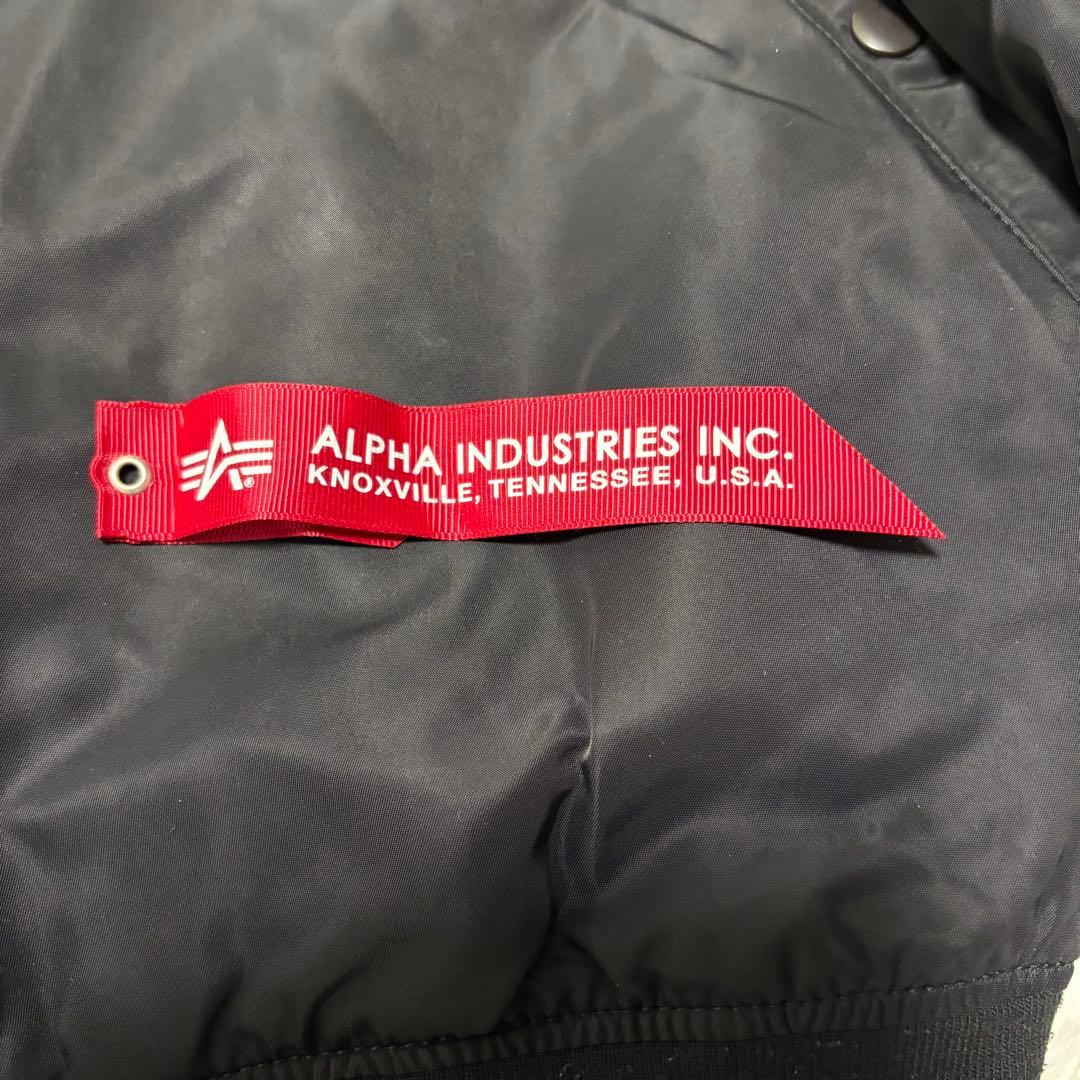 ALPHA INDUSTRIES INC.
KNOXVILLE, TENNESSEE, U.S.A.